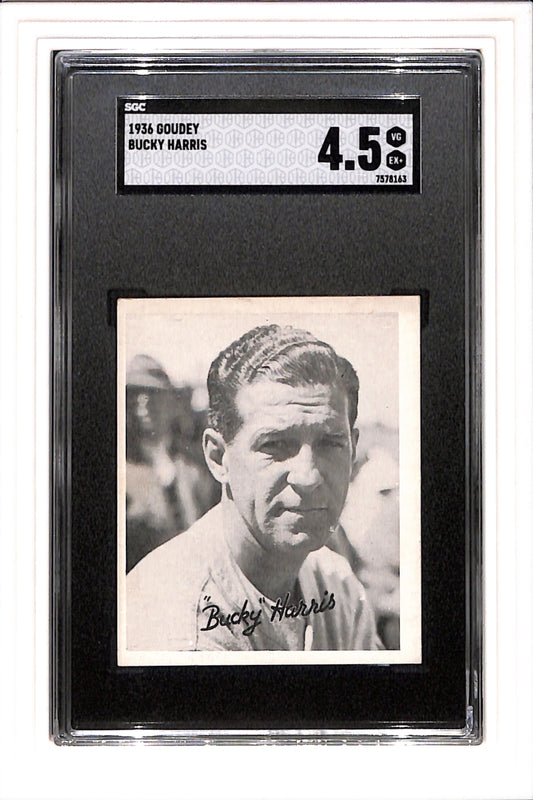 SGC
1936 GOUDEY
BUCKY HARRIS
4.5
VG
EX+
7578163
"Bucky" Harris